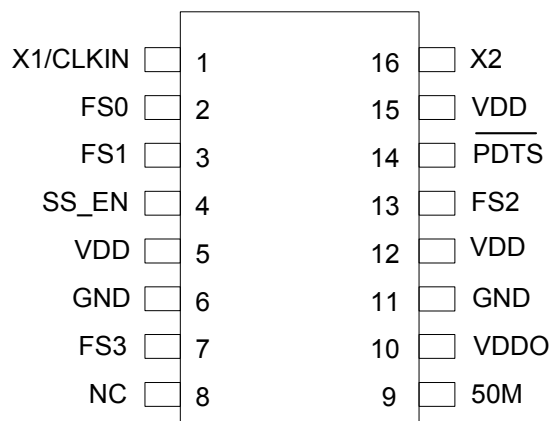 X1/CLKIN 1 16 X2
FS0 2 15 VDD
FS1 3 14 PDTS
SS_EN 4 13 FS2
VDD 5 12 VDD
GND 6 11 GND
FS3 7 10 VDDO
NC 8 9 50M